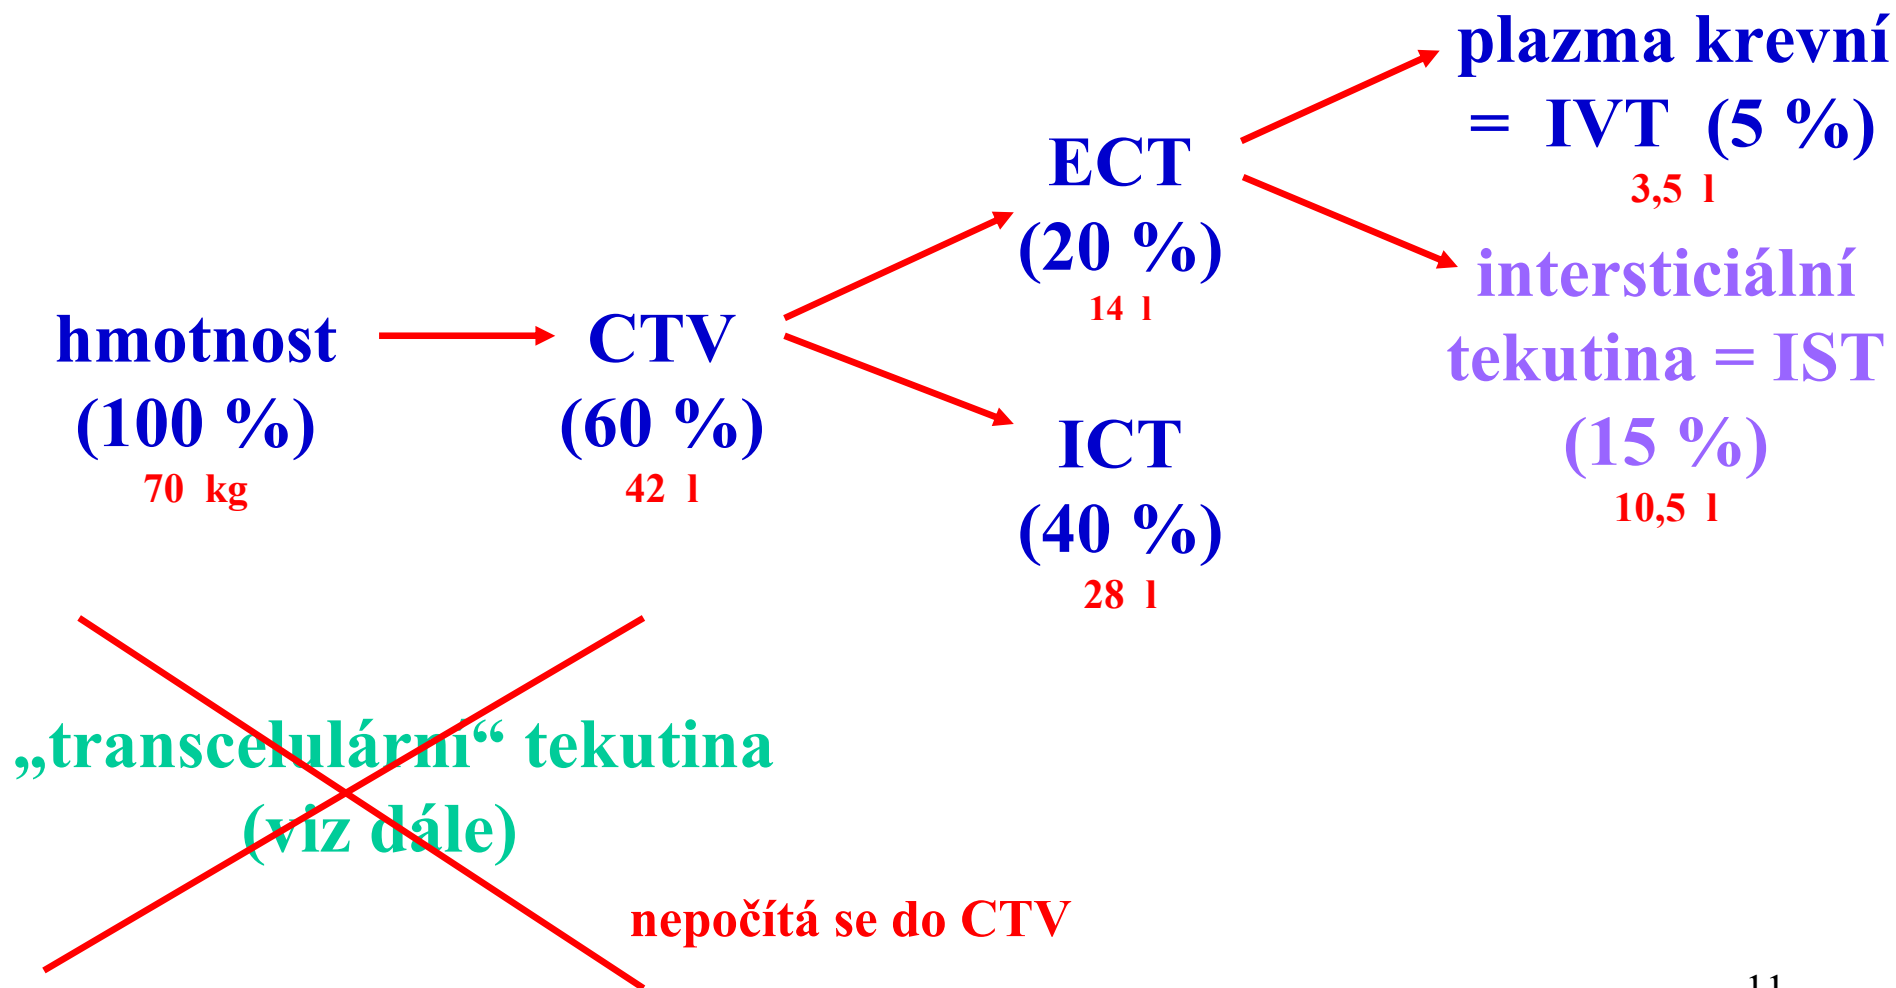 hmotnost
(100 %)
70 kg
CTV
(60 %)
42 l
ECT
(20 %)
14 l
ICT
(40 %)
28 l
plazma krevní
= IVT (5 %)
3,5 l
intersticiální
tekutina = IST
(15 %)
10,5 l
„transcelulární“ tekutina
(viz dále)
nepočítá se do CTV
11